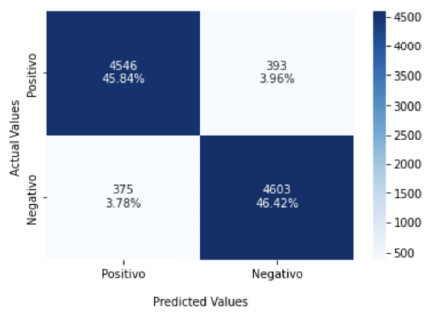 4546
45.84%
393
3.96%
375
3.78%
4603
46.42%
Positivo
Negativo
Actual Values
Positivo
Negativo
Predicted Values
4500
4000
3500
3000
2500
2000
1500
1000
500